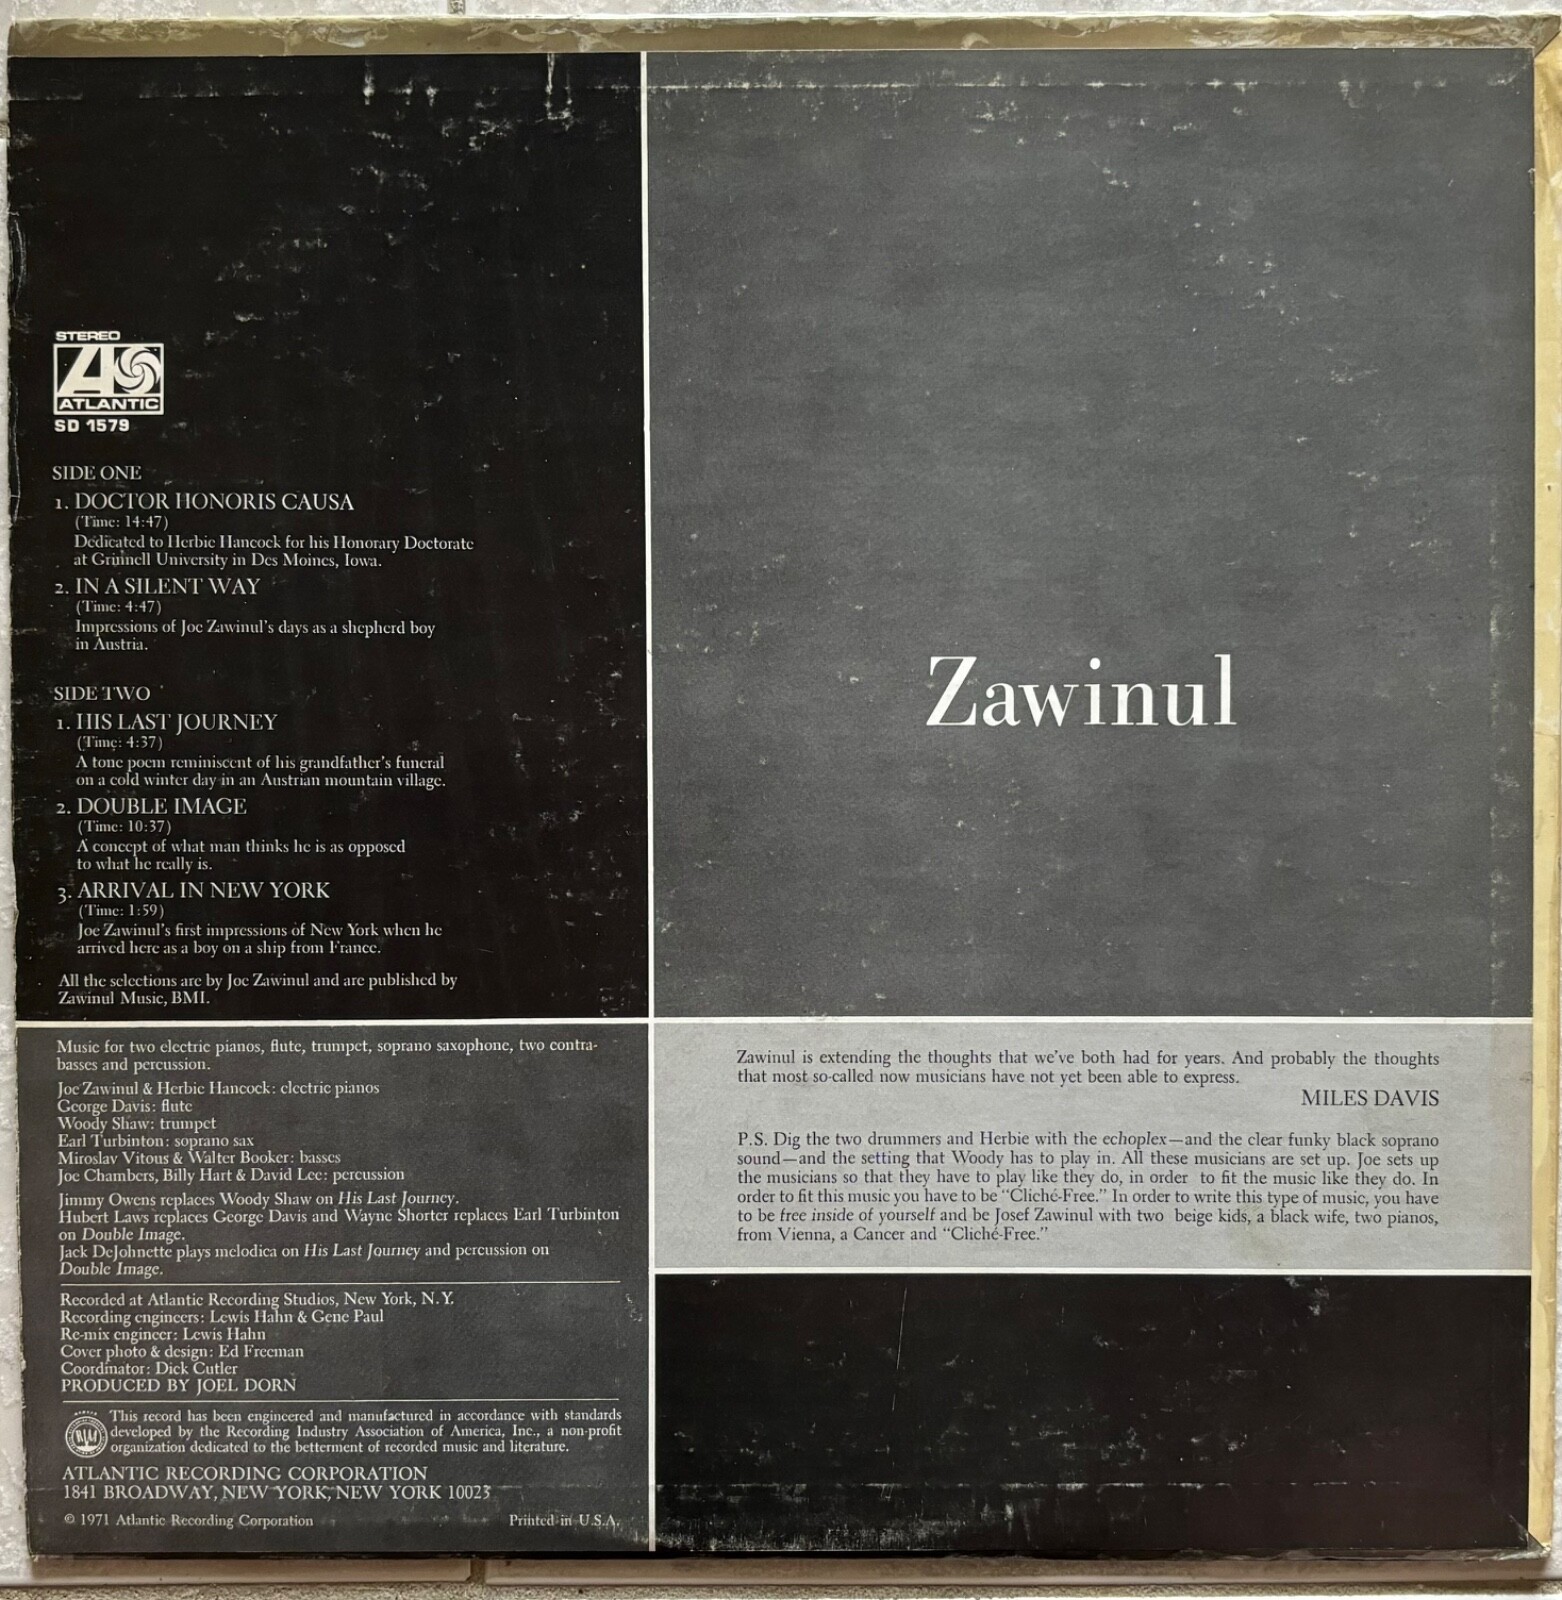 STEREO
ATLANTIC
SD 1579
SIDE ONE
1. DOCTOR HONORIS CAUSA
(Time: 14:47)
Dedicated to Herbie Hancock for his Honorary Doctorate
at Grinnell University in Des Moines, Iowa.
2. IN A SILENT WAY
(Time: 4:47)
Impressions of Joe Zawinul's days as a shepherd boy
in Austria.
SIDE TWO
1. HIS LAST JOURNEY
(Time: 4:37)
A tone poem reminiscent of his grandfather's funeral
on a cold winter day in an Austrian mountain village.
2. DOUBLE IMAGE
(Time: 10:37)
A concept of what man thinks he is as opposed
to what he really is.
3. ARRIVAL IN NEW YORK
(Time: 1:59)
Joe Zawinul's first impressions of New York when he
arrived here as a boy on a ship from France.
All the selections are by Joe Zawinul and are published by
Zawinul Music, BMI.
Music for two electric pianos, flute, trumpet, soprano saxophone, two contra-
basses and percussion.
Joe Zawinul & Herbie Hancock: electric pianos
George Davis: flute
Woody Shaw: trumpet
Earl Turbinton: soprano sax
Miroslav Vitous & Walter Booker: basses
Joe Chambers, Billy Hart & David Lee: percussion
Jimmy Owens replaces Woody Shaw on His Last Journey.
Hubert Laws replaces George Davis and Wayne Shorter replaces Earl Turbinton
on Double Image.
Jack DeJohnette plays melodica on His Last Journey and percussion on
Double Image.
Recorded at Atlantic Recording Studios, New York, N.Y.
Recording engineers: Lewis Hahn & Gene Paul
Re-mix engineer: Lewis Hahn
Cover photo & design: Ed Freeman
Coordinator: Dick Cutler
PRODUCED BY JOEL DORN
RIAA
This record has been engineered and manufactured in accordance with standards
developed by the Recording Industry Association of America, Inc., a non-profit
organization dedicated to the betterment of recorded music and literature.
ATLANTIC RECORDING CORPORATION
1841 BROADWAY, NEW YORK, NEW YORK 10023
© 1971 Atlantic Recording Corporation Printed in U.S.A.
Zawinul
Zawinul is extending the thoughts that we've both had for years. And probably the thoughts
that most so-called now musicians have not yet been able to express.
MILES DAVIS
P.S. Dig the two drummers and Herbie with the echoplex—and the clear funky black soprano
sound—and the setting that Woody has to play in. All these musicians are set up. Joe sets up
the musicians so that they have to play like they do, in order to fit the music like they do. In
order to fit this music you have to be "Cliché-Free." In order to write this type of music, you have
to be free inside of yourself and be Josef Zawinul with two beige kids, a black wife, two pianos,
from Vienna, a Cancer and "Cliché-Free."